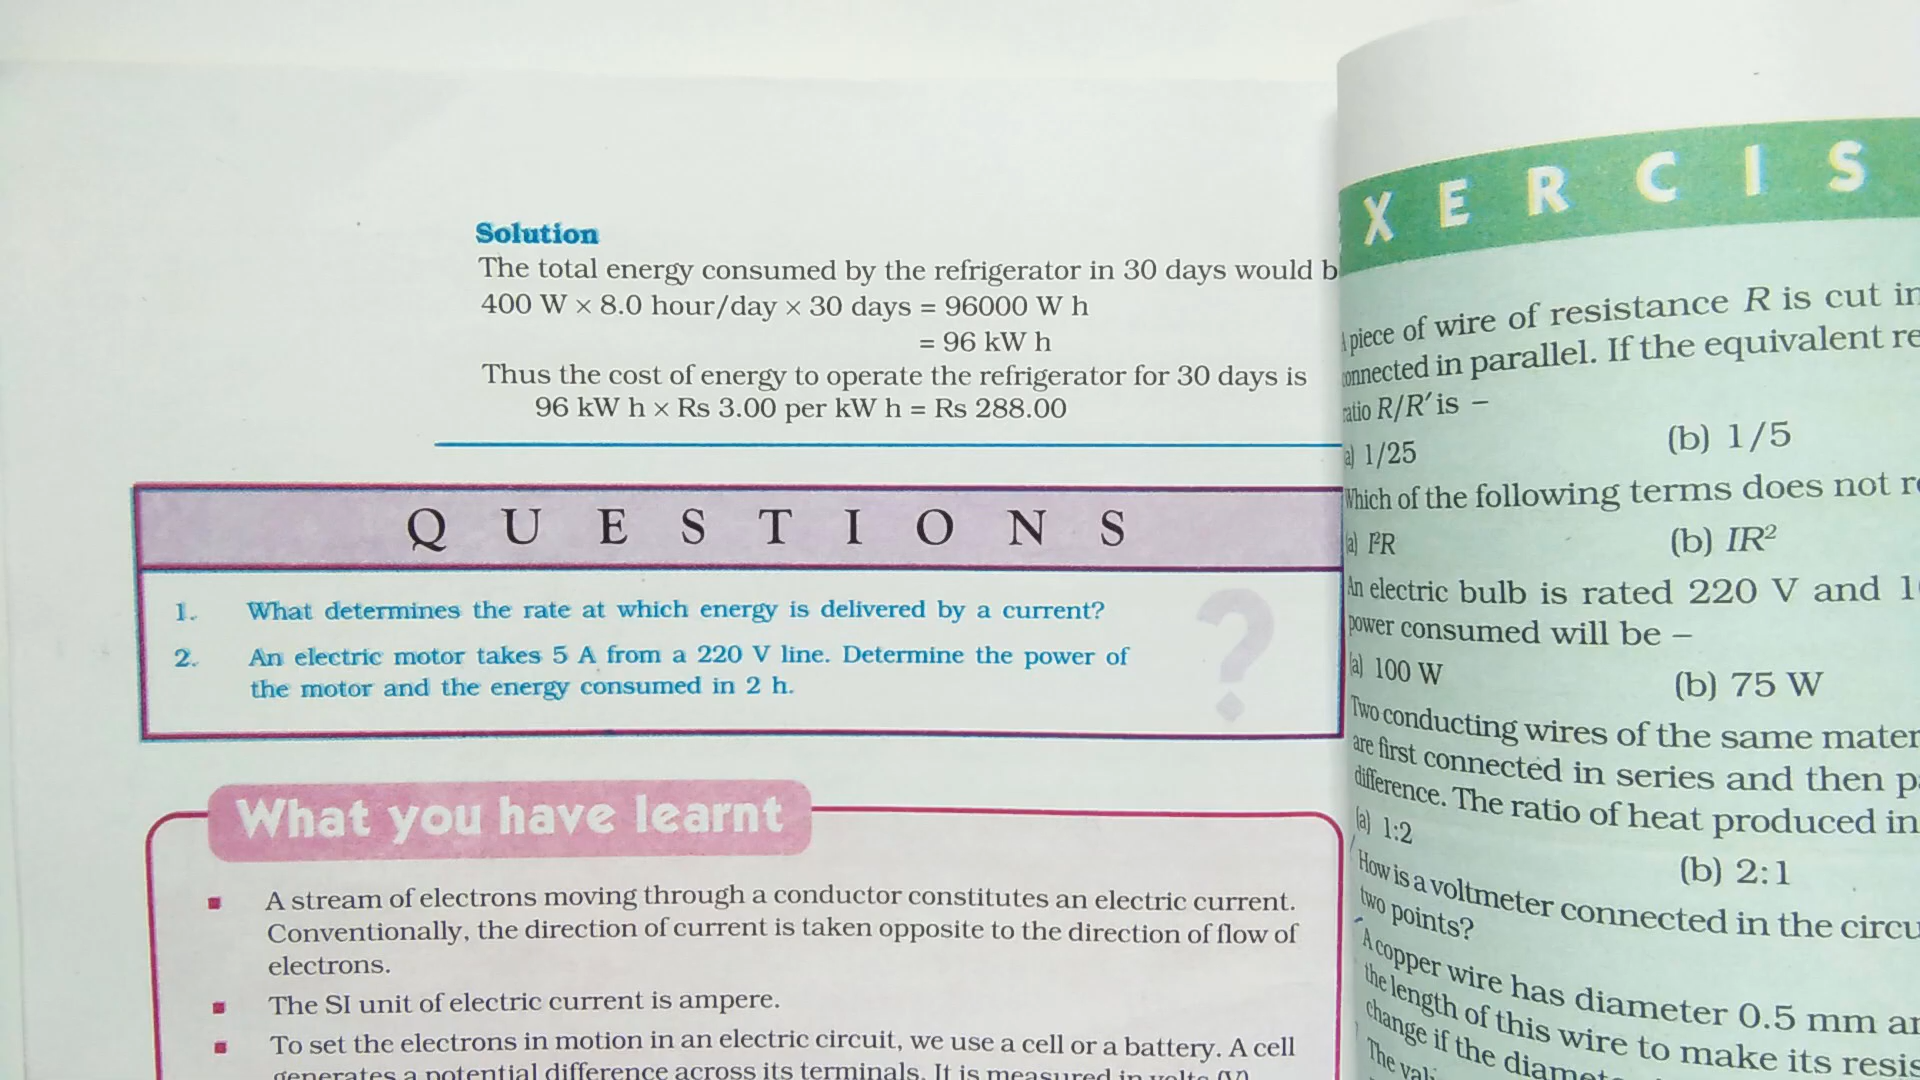 Solution
The total energy consumed by the refrigerator in 30 days would
400 W × 8.0 hour/day × 30 days = 96000 W h
= 96 kW h
Thus the cost of energy to operate the refrigerator for 30 days is
96 kW h × Rs 3.00 per kW h = Rs 288.00
QUESTIONS
1. What determines the rate at which energy is delivered by a current?
2. An electric motor takes 5 A from a 220 V line. Determine the power of
the motor and the energy consumed in 2 h.
?
What you have learnt
▪ A stream of electrons moving through a conductor constitutes an electric current.
Conventionally, the direction of current is taken opposite to the direction of flow of
electrons.
▪ The SI unit of electric current is ampere.
▪ To set the electrons in motion in an electric circuit, we use a cell or a battery. A cell
generates a potential difference across its terminals. It is measured in volts (V).
XERCIS
piece of wire of resistance R is cut
in parallel. If the equivalent
R/R′ is –
1/25 (b) 1/5
Which of the following terms does not
(a) I²R (b) IR²
An electric bulb is rated 220 V and
power consumed will be –
(a) 100 W (b) 75 W
Two conducting wires of the same
are first connected in series and then
difference. The ratio of heat produced in
(a) 1:2 (b) 2:1
How is a voltmeter connected in the
two points?
A copper wire has diameter 0.5 mm
the length of this wire to make its
change if the
The